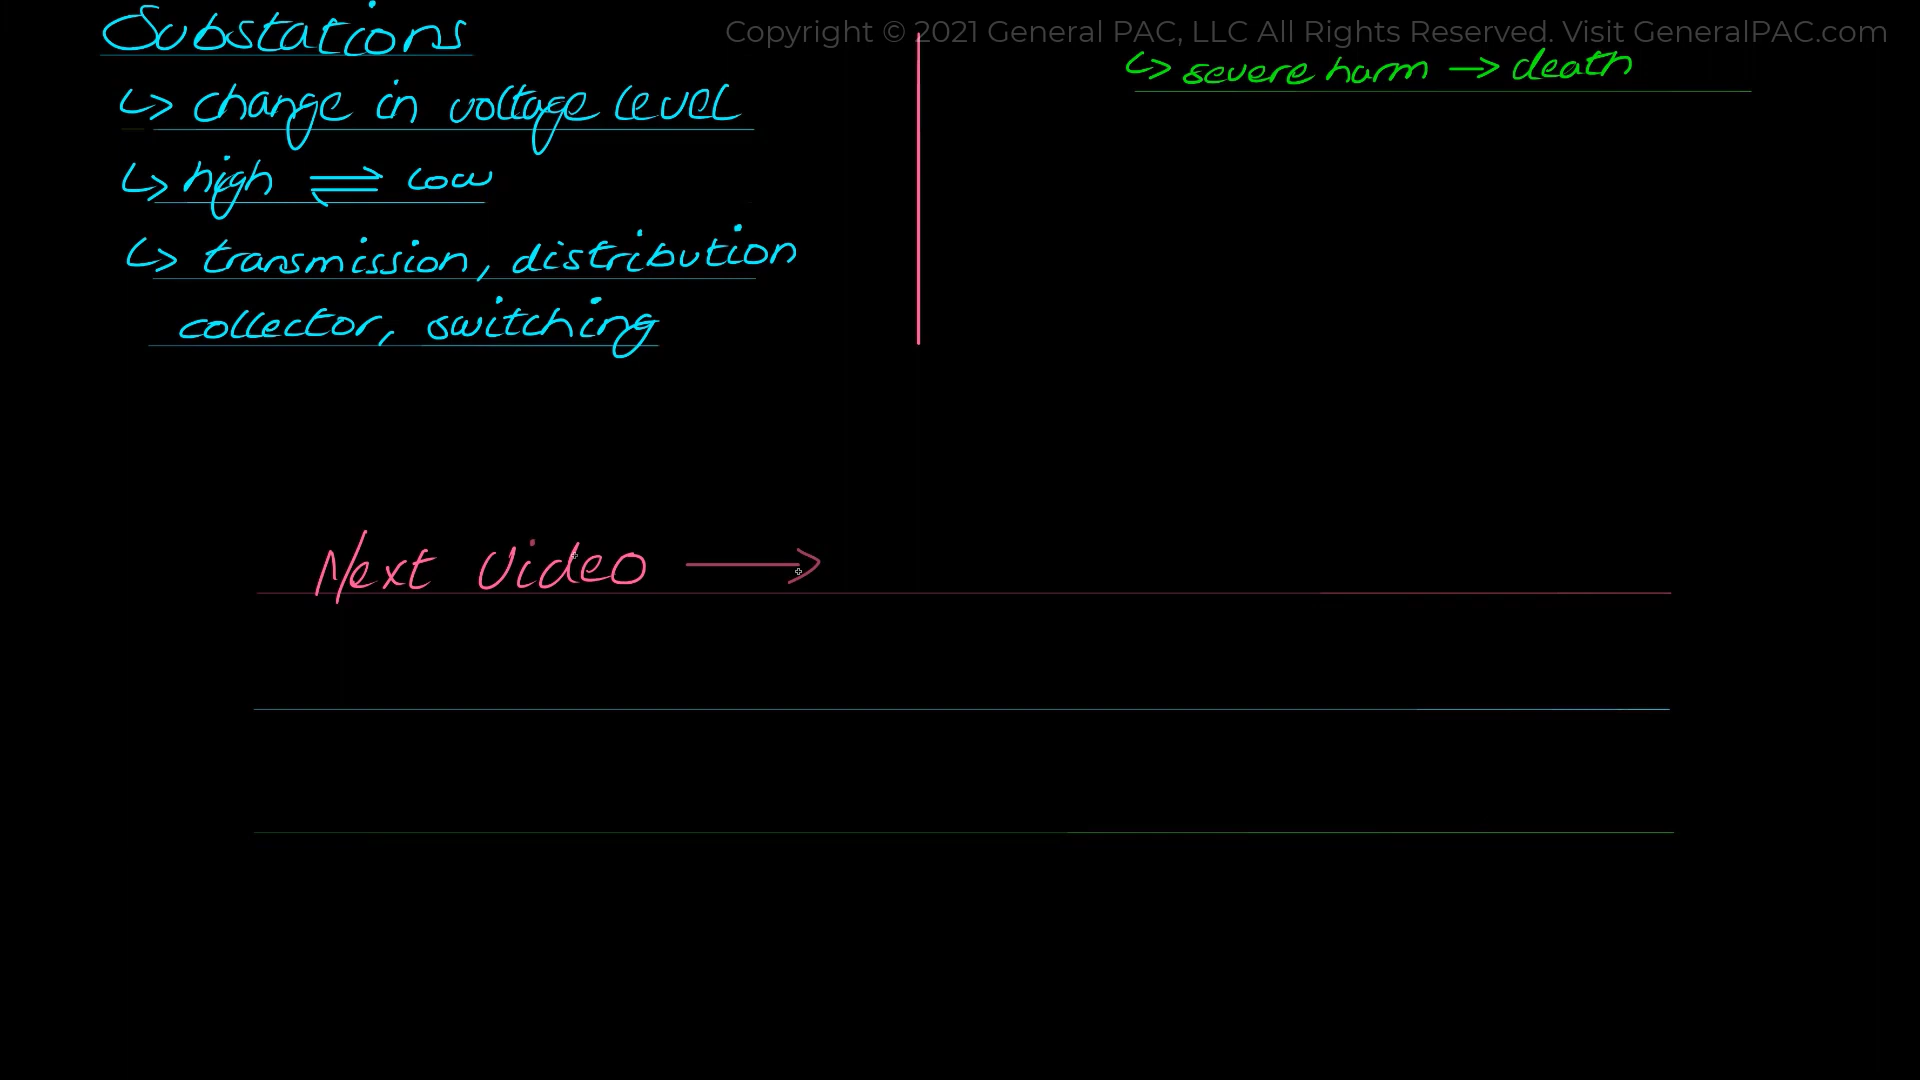 Copyright © 2021 General PAC, LLC All Rights Reserved. Visit GeneralPAC.com
Substations
↳ change in voltage level
↳ high ⇌ low
↳ transmission, distribution
collector, switching
↳ severe harm → death
Next Video →